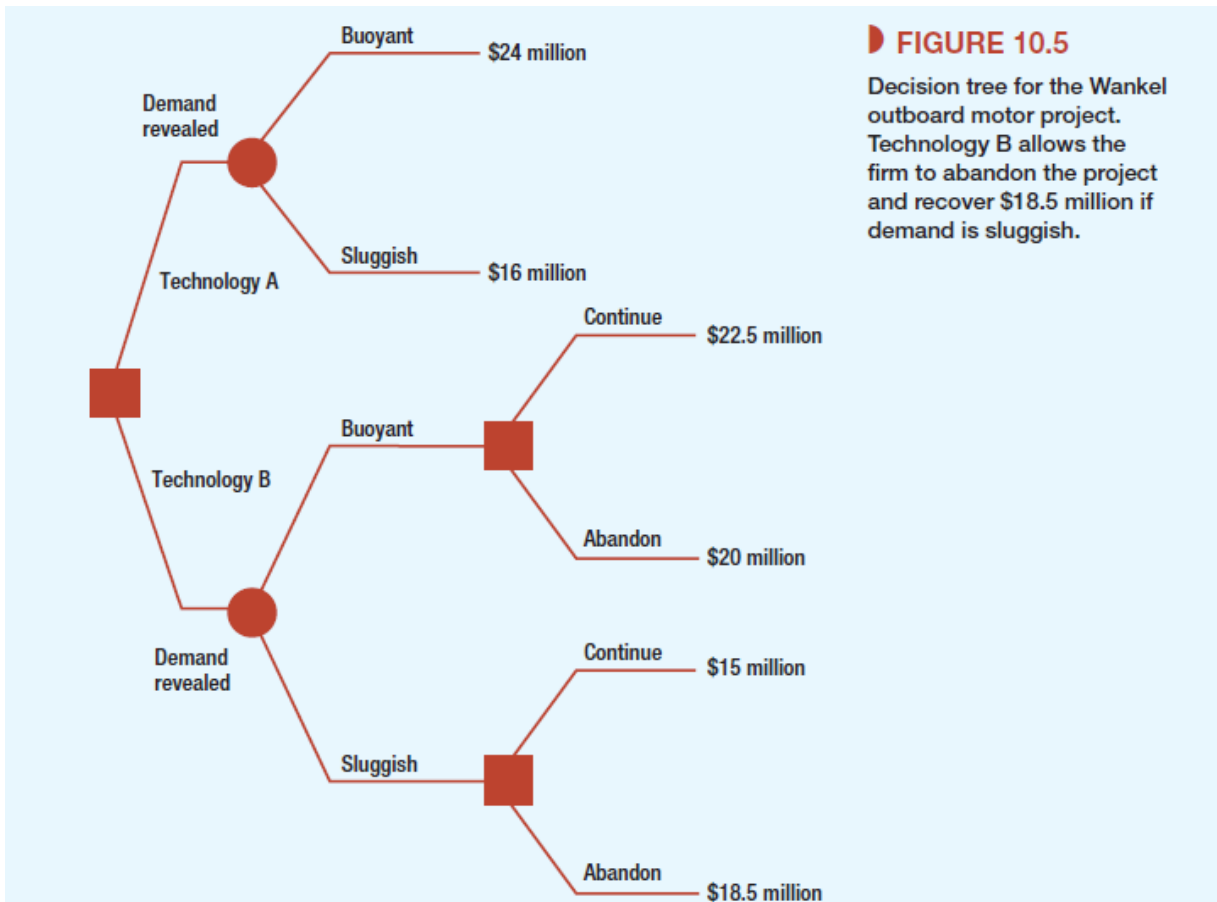 Buoyant
$24 million
Demand
revealed
Sluggish
$16 million
Technology A
Continue
$22.5 million
Buoyant
Technology B
Abandon
$20 million
Demand
revealed
Continue
$15 million
Sluggish
Abandon
$18.5 million
FIGURE 10.5
Decision tree for the Wankel
outboard motor project.
Technology B allows the
firm to abandon the project
and recover $18.5 million if
demand is sluggish.